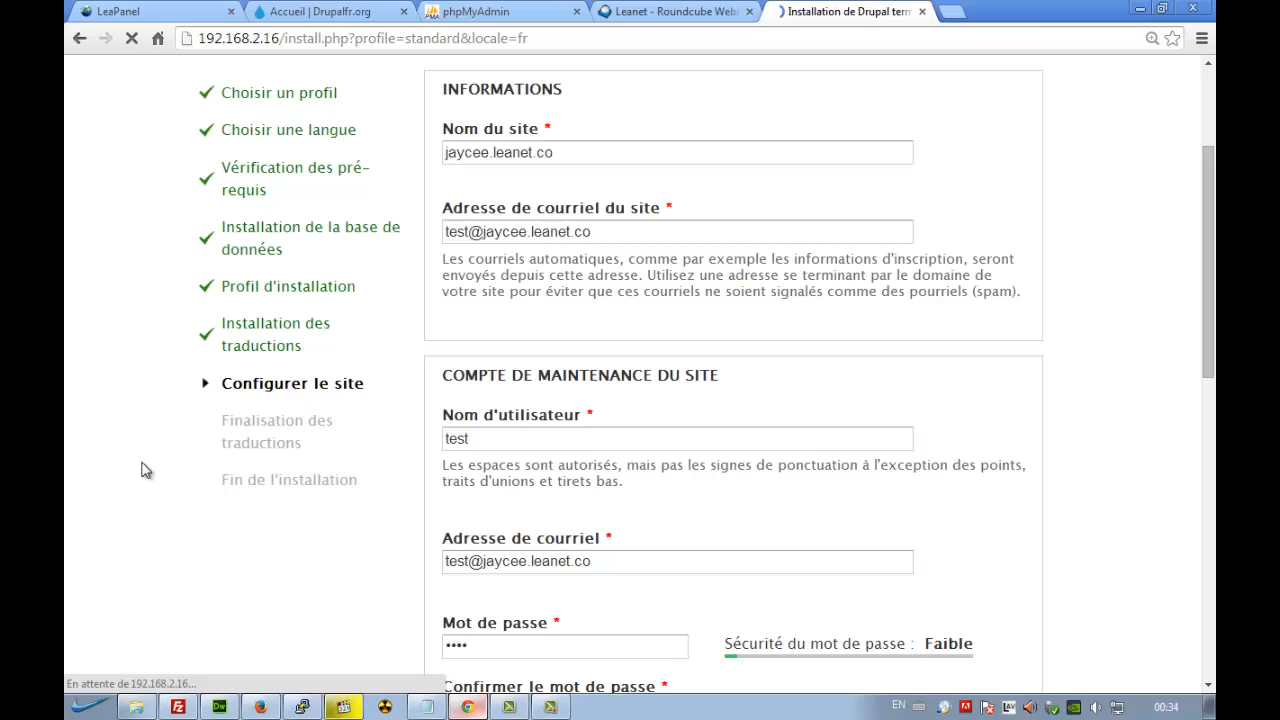 LeaPanel
Accueil | Drupalfr.org
phpMyAdmin
Leanet - Roundcube Web
Installation de Drupal term
192.168.2.16/install.php?profile=standard&locale=fr
Choisir un profil
Choisir une langue
Vérification des pré-
requis
Installation de la base de
données
Profil d'installation
Installation des
traductions
Configurer le site
Finalisation des
traductions
Fin de l'installation
INFORMATIONS
Nom du site *
jaycee.leanet.co
Adresse de courriel du site *
test@jaycee.leanet.co
Les courriels automatiques, comme par exemple les informations d'inscription, seront
envoyés depuis cette adresse. Utilisez une adresse se terminant par le domaine de
votre site pour éviter que ces courriels ne soient signalés comme des pourriels (spam).
COMPTE DE MAINTENANCE DU SITE
Nom d'utilisateur *
test
Les espaces sont autorisés, mais pas les signes de ponctuation à l'exception des points,
traits d'unions et tirets bas.
Adresse de courriel *
test@jaycee.leanet.co
Mot de passe *
••••
Sécurité du mot de passe : Faible
Confirmer le mot de passe *
En attente de 192.168.2.16...
EN
00:34